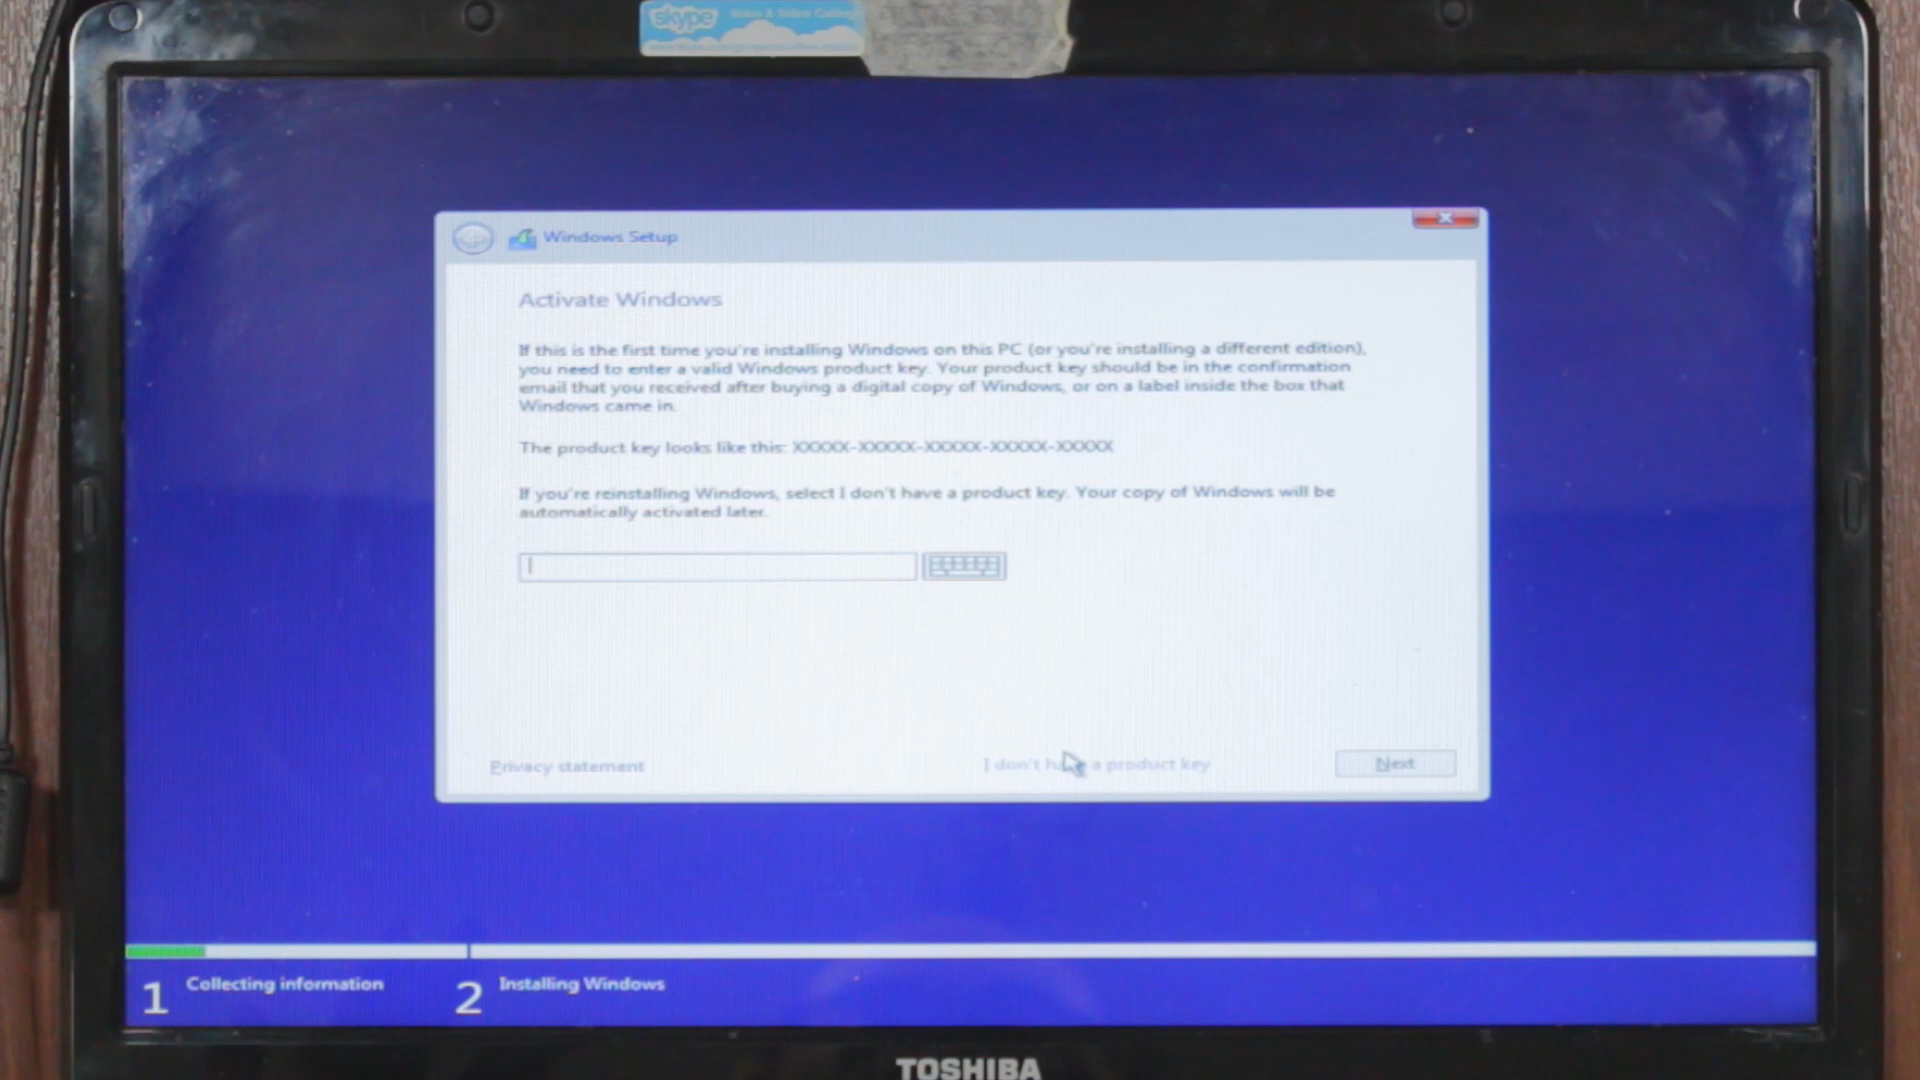 skype Voice & Video Calling
Windows Setup
Activate Windows
If this is the first time you're installing Windows on this PC (or you're installing a different edition),
you need to enter a valid Windows product key. Your product key should be in the confirmation
email that you received after buying a digital copy of Windows, or on a label inside the box that
Windows came in.
The product key looks like this: XXXXX-XXXXX-XXXXX-XXXXX-XXXXX
If you're reinstalling Windows, select I don't have a product key. Your copy of Windows will be
automatically activated later.
Privacy statement
I don't have a product key
Next
1 Collecting information
2 Installing Windows
TOSHIBA